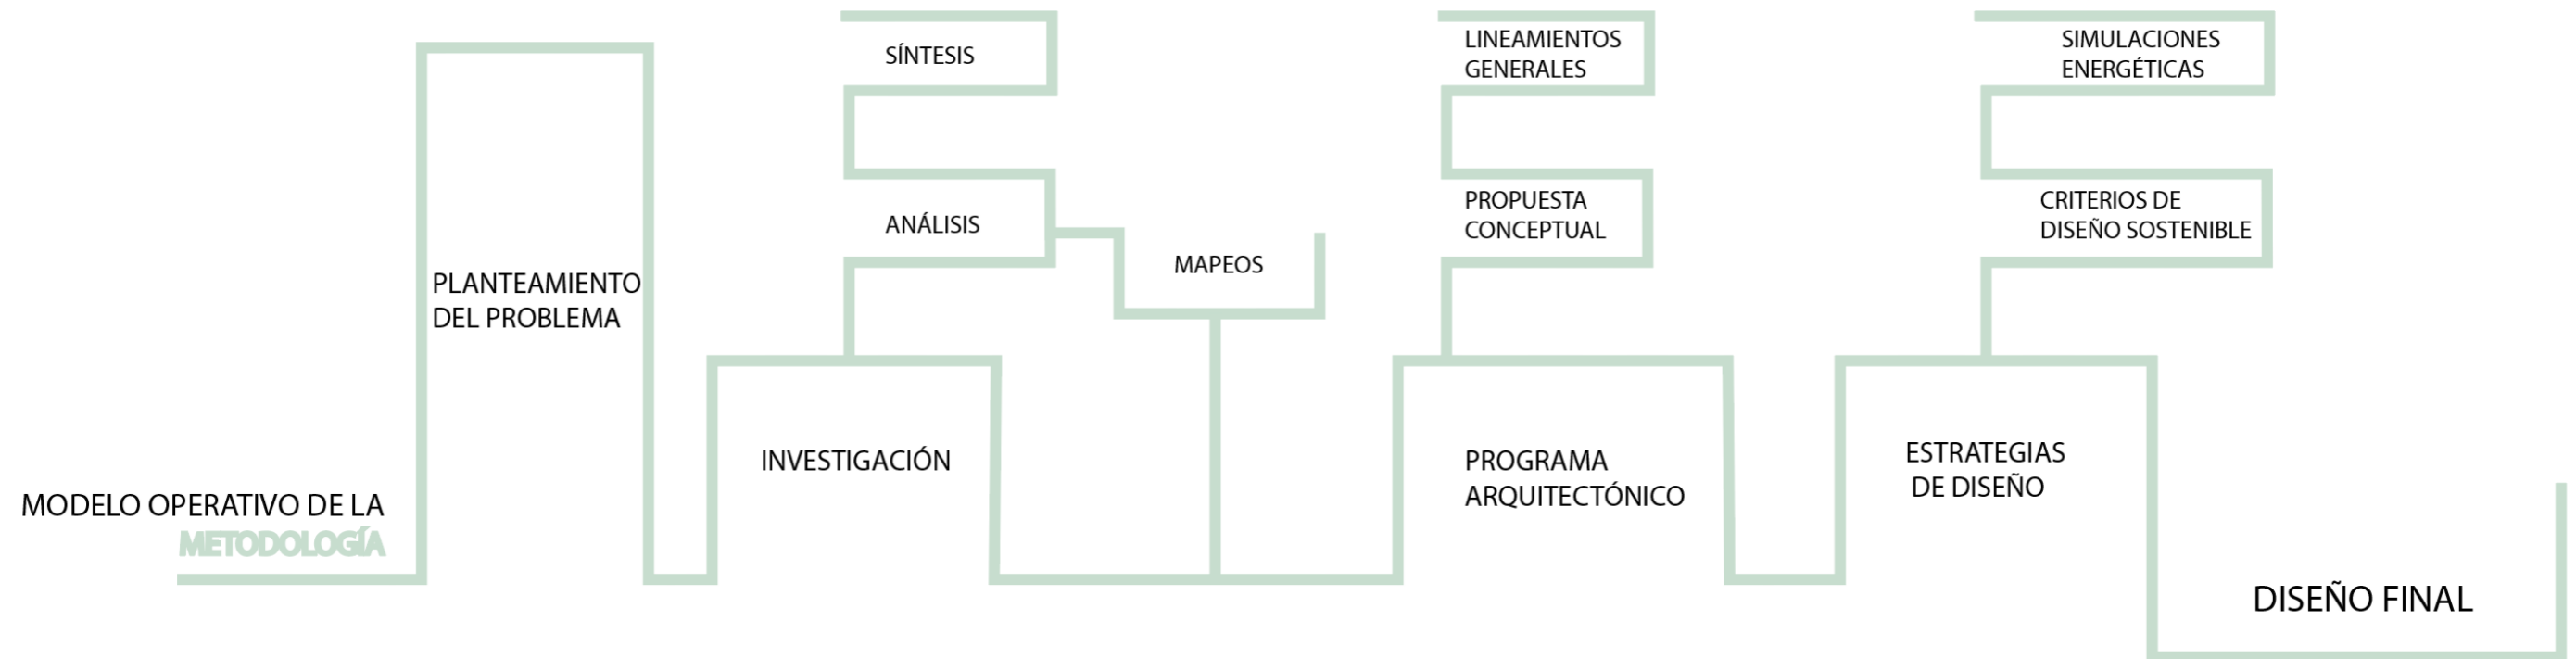 MODELO OPERATIVO DE LA
METODOLOGÍA
PLANTEAMIENTO
DEL PROBLEMA
SÍNTESIS
ANÁLISIS
MAPEOS
INVESTIGACIÓN
LINEAMIENTOS
GENERALES
PROPUESTA
CONCEPTUAL
PROGRAMA
ARQUITECTÓNICO
SIMULACIONES
ENERGÉTICAS
CRITERIOS DE
DISEÑO SOSTENIBLE
ESTRATEGIAS
DE DISEÑO
DISEÑO FINAL